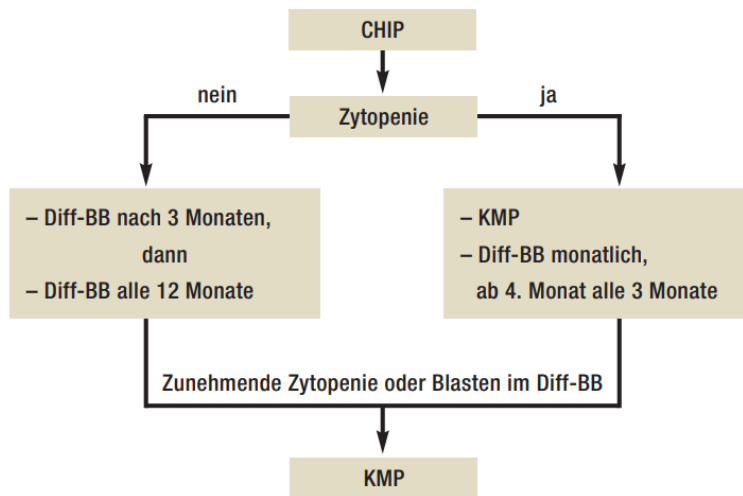 CHIP
nein
ja
Zytopenie
– Diff-BB nach 3 Monaten,
dann
– Diff-BB alle 12 Monate
– KMP
– Diff-BB monatlich,
ab 4. Monat alle 3 Monate
Zunehmende Zytopenie oder Blasten im Diff-BB
KMP